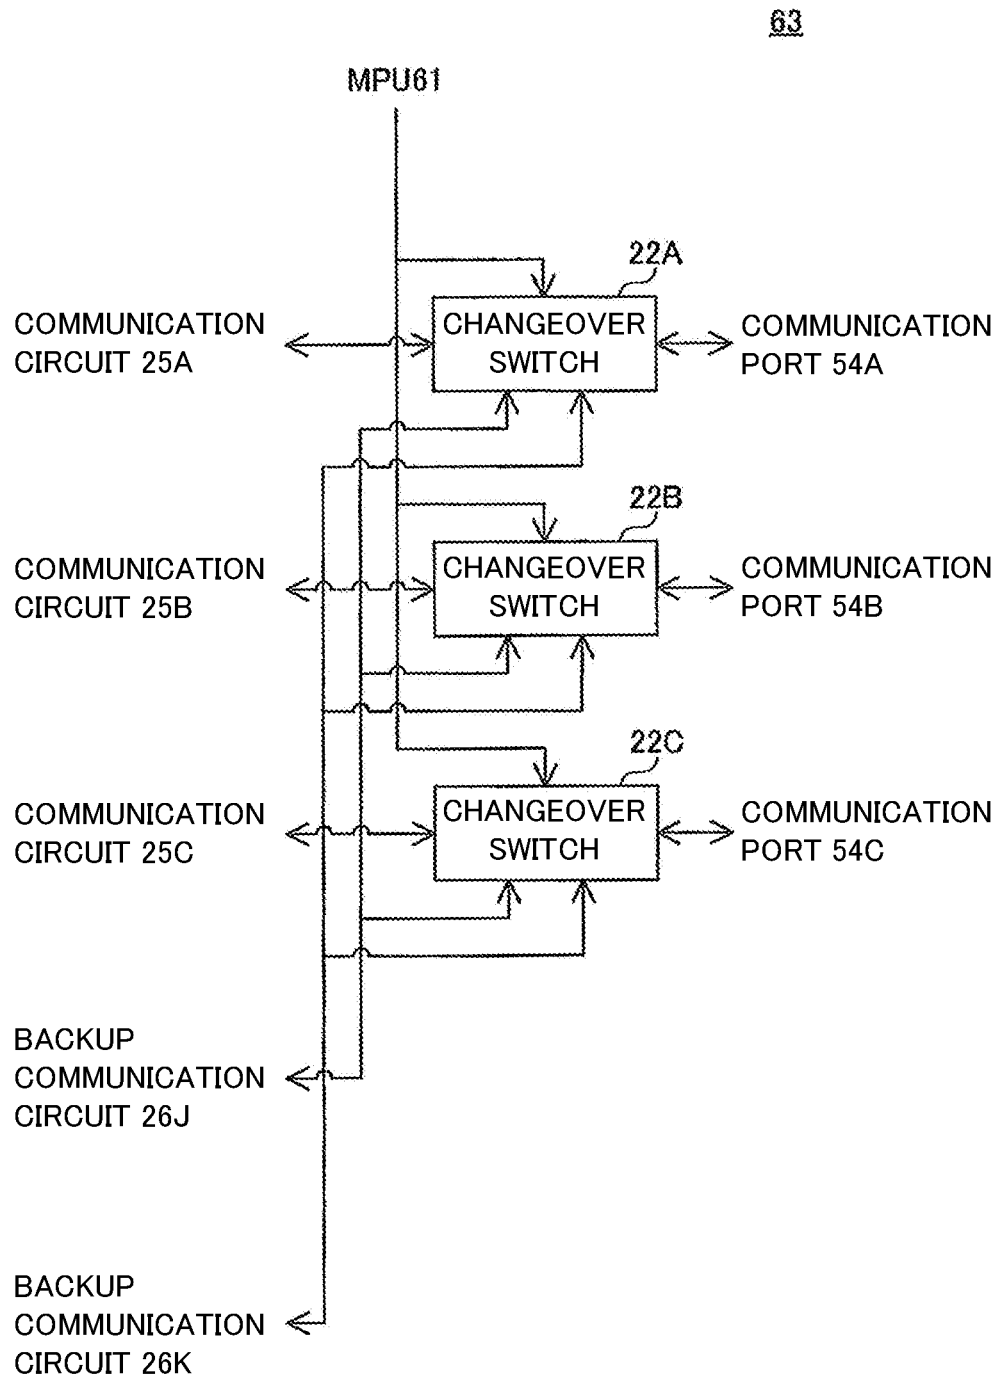 63
MPU61
22A
COMMUNICATION
CIRCUIT 25A
CHANGEOVER
SWITCH
COMMUNICATION
PORT 54A
22B
COMMUNICATION
CIRCUIT 25B
CHANGEOVER
SWITCH
COMMUNICATION
PORT 54B
22C
COMMUNICATION
CIRCUIT 25C
CHANGEOVER
SWITCH
COMMUNICATION
PORT 54C
BACKUP
COMMUNICATION
CIRCUIT 26J
BACKUP
COMMUNICATION
CIRCUIT 26K